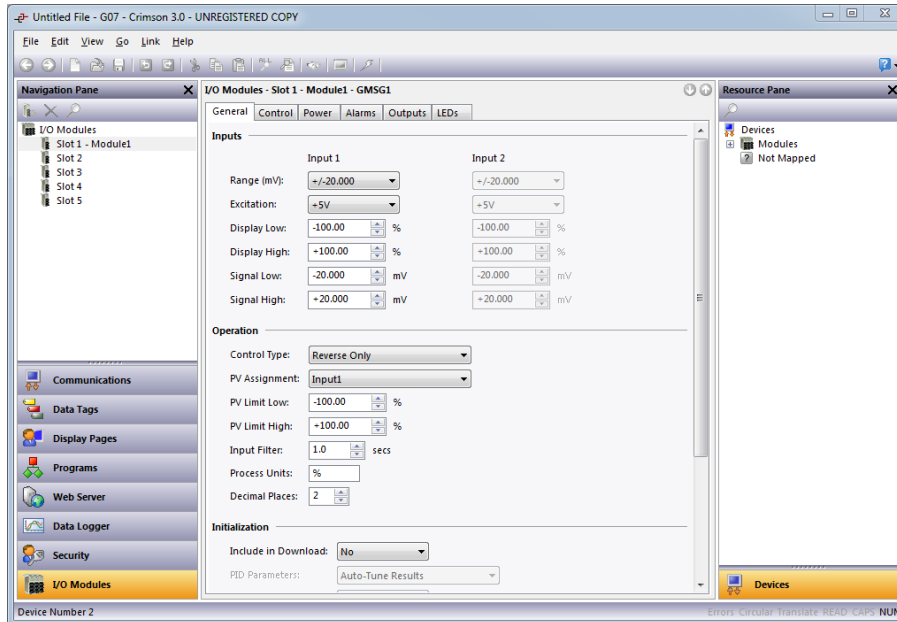 Untitled File - G07 - Crimson 3.0 - UNREGISTERED COPY
File Edit View Go Link Help
Navigation Pane
I/O Modules
Slot 1 - Module1
Slot 2
Slot 3
Slot 4
Slot 5
Communications
Data Tags
Display Pages
Programs
Web Server
Data Logger
Security
I/O Modules
I/O Modules - Slot 1 - Module1 - GMSG1
General Control Power Alarms Outputs LEDs
Inputs
Input 1 Input 2
Range (mV): +/-20.000 +/-20.000
Excitation: +5V +5V
Display Low: -100.00 % -100.00 %
Display High: +100.00 % +100.00 %
Signal Low: -20.000 mV -20.000 mV
Signal High: +20.000 mV +20.000 mV
Operation
Control Type: Reverse Only
PV Assignment: Input1
PV Limit Low: -100.00 %
PV Limit High: +100.00 %
Input Filter: 1.0 secs
Process Units: %
Decimal Places: 2
Initialization
Include in Download: No
PID Parameters: Auto-Tune Results
Resource Pane
Devices
Modules
Not Mapped
Devices
Device Number 2
Errors Circular Translate READ CAPS NUM